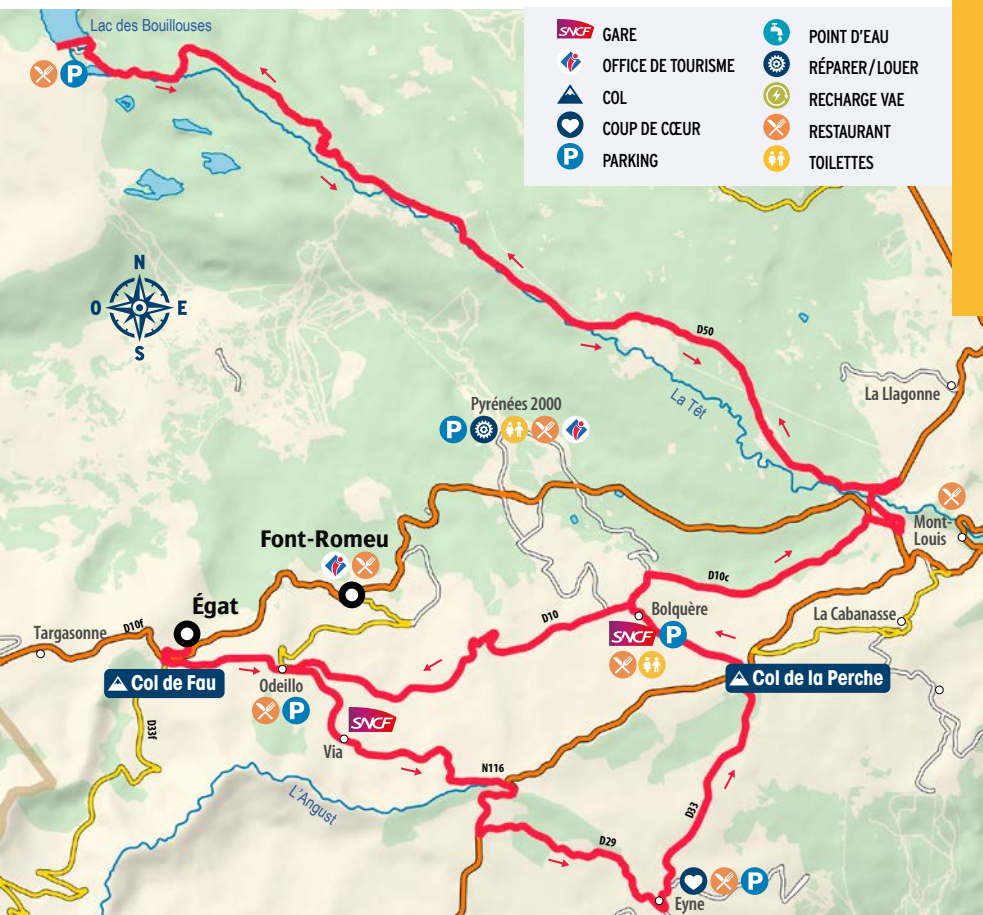 Lac des Bouillouses
P
SNCF GARE
OFFICE DE TOURISME
COL
COUP DE CŒUR
P PARKING
POINT D'EAU
RÉPARER/LOUER
RECHARGE VAE
RESTAURANT
TOILETTES
N
O E
S
D50
La Têt
La Llagonne
Pyrénées 2000
P
Mont-
Louis
Font-Romeu
D10c
Égat
D10
Bolquère
SNCF P
La Cabanasse
Targasonne
D10f
Col de Fau
Odeillo
P
Col de la Perche
SNCF
Via
D33f
N116
L'Angust
D33
D29
P
Eyne